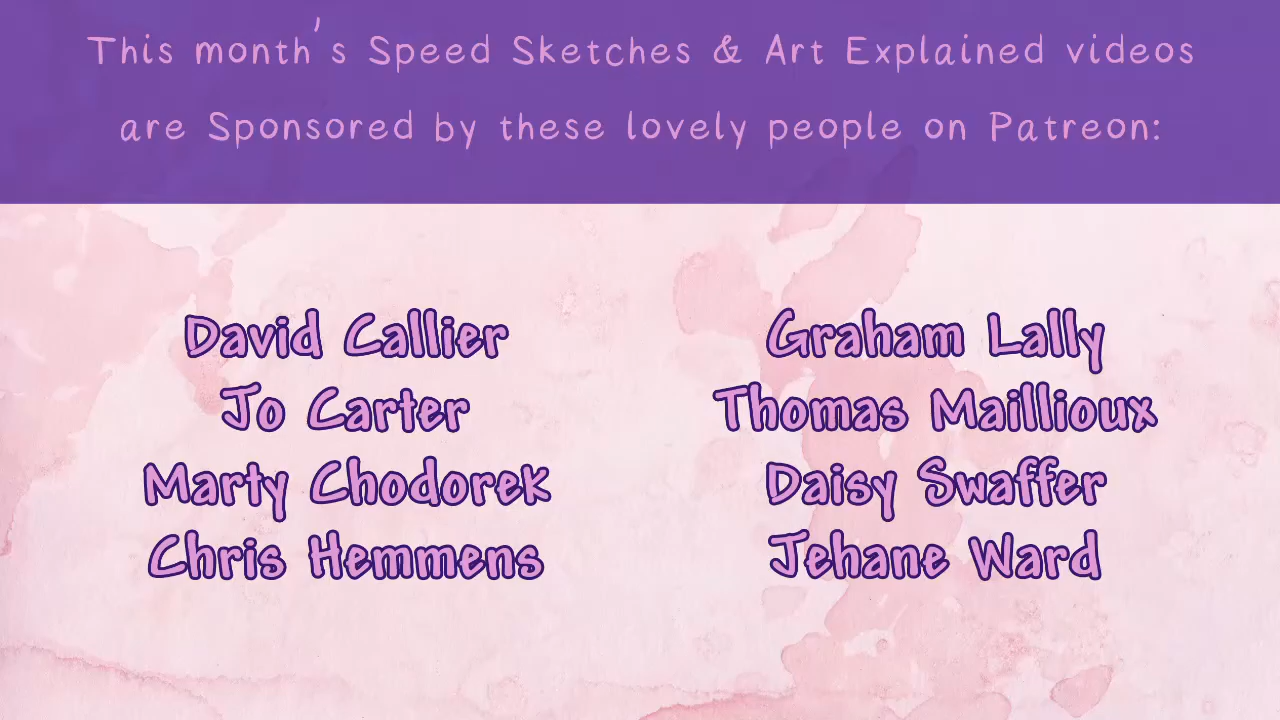 This month's Speed Sketches & Art Explained videos
are Sponsored by these lovely people on Patreon:
David Callier
Jo Carter
Marty Chodorek
Chris Hemmens
Graham Lally
Thomas Maillioux
Daisy Swaffer
Jehane Ward